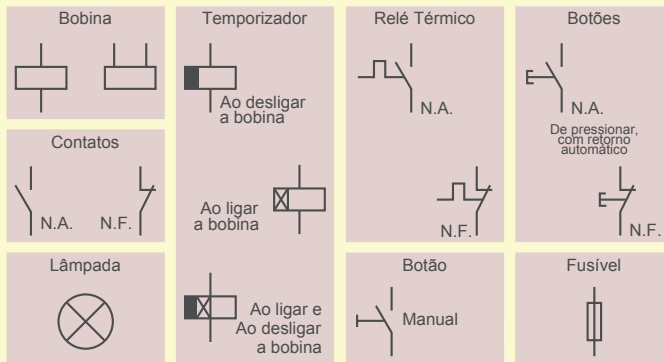 Bobina
Contatos
N.A.
N.F.
Lâmpada
Temporizador
Ao desligar
a bobina
Ao ligar
a bobina
Ao ligar e
Ao desligar
a bobina
Relé Térmico
N.A.
N.F.
Botão
Manual
Botões
N.A.
De pressionar,
com retorno
automático
N.F.
Fusível